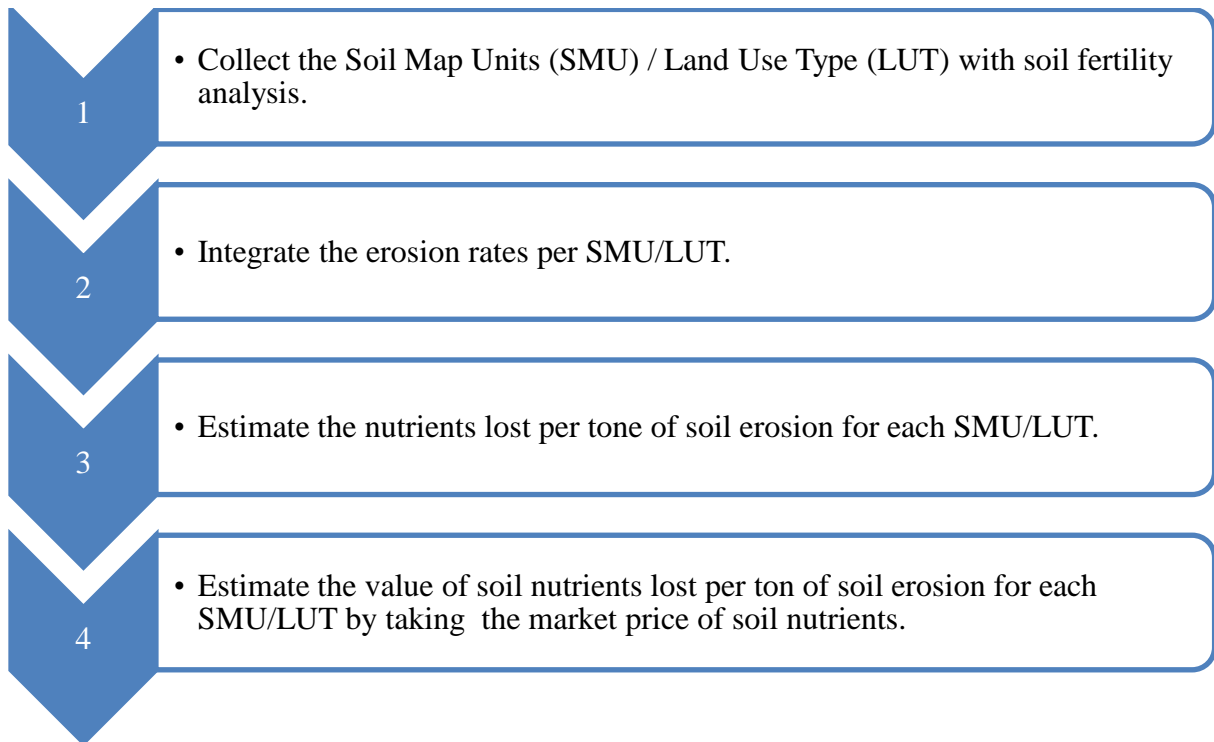 1
• Collect the Soil Map Units (SMU) / Land Use Type (LUT) with soil fertility
analysis.
2
• Integrate the erosion rates per SMU/LUT.
3
• Estimate the nutrients lost per tone of soil erosion for each SMU/LUT.
4
• Estimate the value of soil nutrients lost per ton of soil erosion for each
SMU/LUT by taking  the market price of soil nutrients.